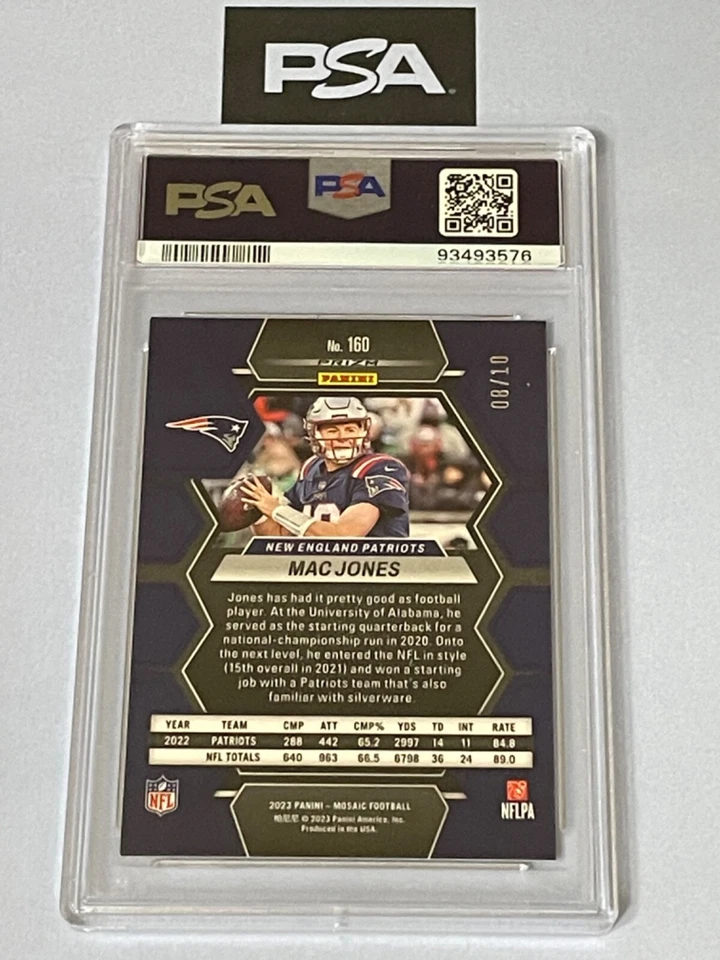 PSA
PSA PSA
93493576
No. 160
PRIZM
PANINI
08/10
NEW ENGLAND PATRIOTS
MAC JONES
Jones has had it pretty good as football
player. At the University of Alabama, he
served as the starting quarterback for a
national-championship run in 2020. Onto
the next level, he entered the NFL in style
(15th overall in 2021) and won a starting
job with a Patriots team that's also
familiar with silverware.
YEAR TEAM CMP ATT CMP% YDS TD INT RATE
2022 PATRIOTS 288 442 65.2 2997 14 11 84.8
NFL TOTALS 640 963 66.5 6798 36 24 89.0
NFL
NFLPA
2023 PANINI – MOSAIC FOOTBALL
帕尼尼 © 2023 Panini America, Inc.
Produced in the USA.